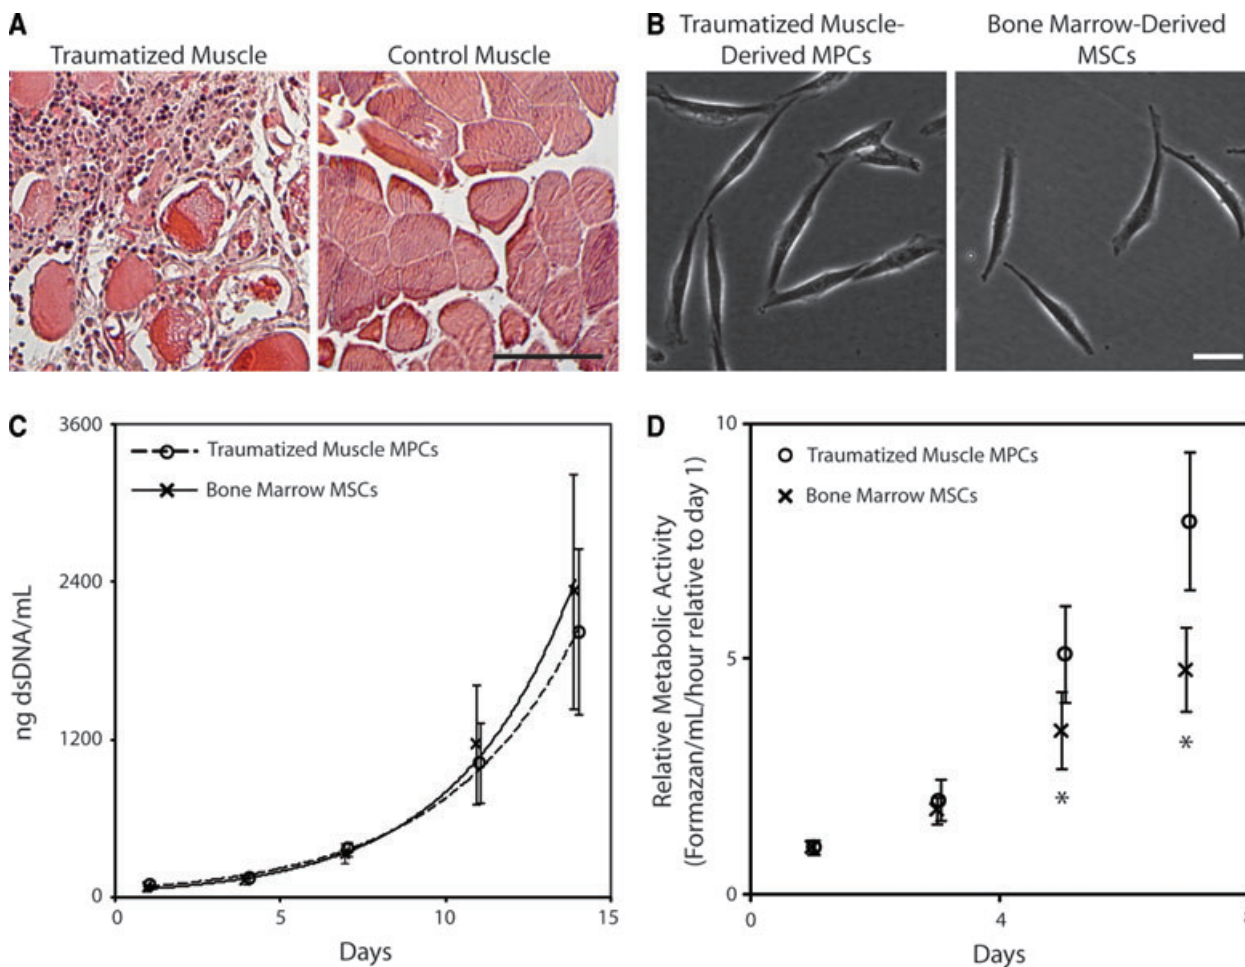 A
Traumatized Muscle
Control Muscle
B
Traumatized Muscle-
Derived MPCs
Bone Marrow-Derived
MSCs
C
3600
2400
1200
0
ng dsDNA/mL
Traumatized Muscle MPCs
Bone Marrow MSCs
0
5
10
15
Days
D
10
5
0
Relative Metabolic Activity
(Formazan/mL/hour relative to day 1)
Traumatized Muscle MPCs
Bone Marrow MSCs
*
*
0
4
8
Days